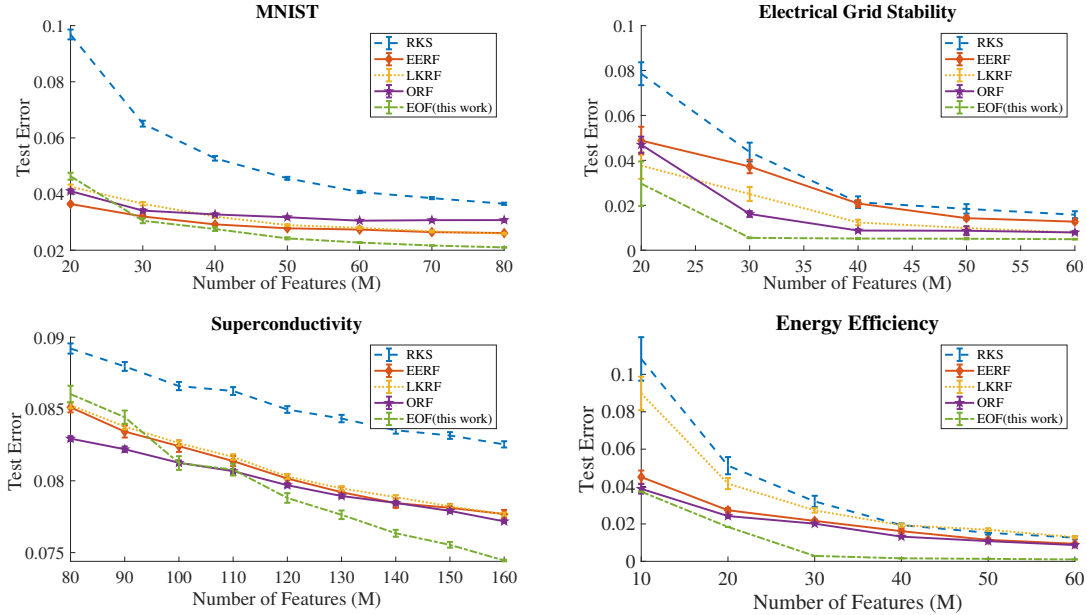 MNIST
0.1
0.08
0.06
0.04
0.02
Test Error
20 30 40 50 60 70 80
Number of Features (M)
RKS
EERF
LKRF
ORF
EOF(this work)
Electrical Grid Stability
0.1
0.08
0.06
0.04
0.02
0
Test Error
20 25 30 35 40 45 50 55 60
Number of Features (M)
RKS
EERF
LKRF
ORF
EOF(this work)
Superconductivity
0.09
0.085
0.08
0.075
Test Error
80 90 100 110 120 130 140 150 160
Number of Features (M)
RKS
EERF
LKRF
ORF
EOF(this work)
Energy Efficiency
0.1
0.08
0.06
0.04
0.02
0
Test Error
10 20 30 40 50 60
Number of Features (M)
RKS
EERF
LKRF
ORF
EOF(this work)